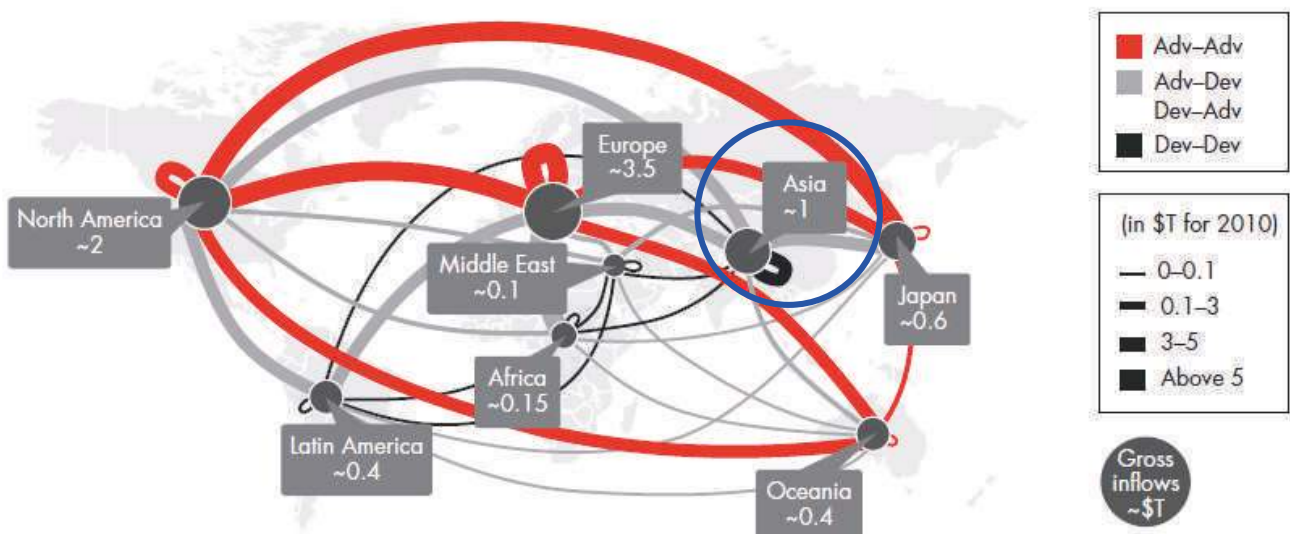 Adv–Adv
Adv–Dev
Dev–Adv
Dev–Dev
Europe
~3.5
Asia
~1
North America
~2
Middle East
~0.1
Japan
~0.6
Africa
~0.15
Latin America
~0.4
Oceania
~0.4
(in $T for 2010)
0–0.1
0.1–3
3–5
Above 5
Gross
inflows
~$T